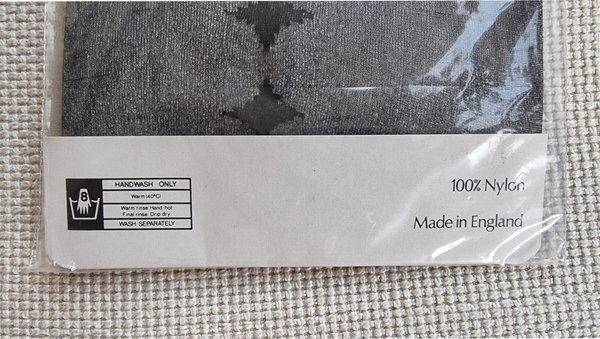 8
HANDWASH ONLY
Warm (40°C)
Warm rinse Hand-hot
Final rinse Drip dry
WASH SEPARATELY
100% Nylon
Made in England